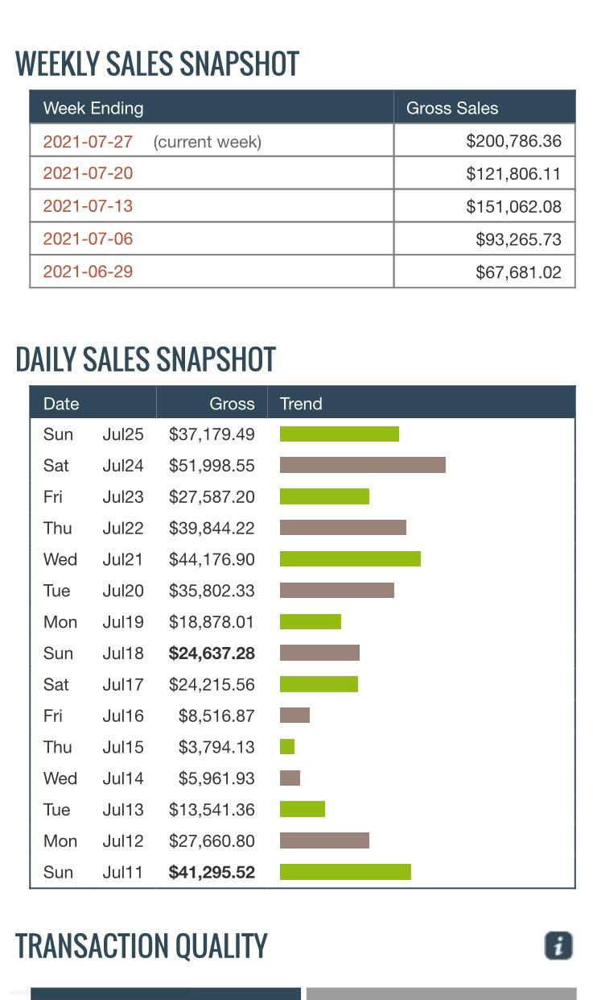 WEEKLY SALES SNAPSHOT
Week Ending Gross Sales
2021-07-27 (current week) $200,786.36
2021-07-20 $121,806.11
2021-07-13 $151,062.08
2021-07-06 $93,265.73
2021-06-29 $67,681.02
DAILY SALES SNAPSHOT
Date Gross Trend
Sun Jul25 $37,179.49
Sat Jul24 $51,998.55
Fri Jul23 $27,587.20
Thu Jul22 $39,844.22
Wed Jul21 $44,176.90
Tue Jul20 $35,802.33
Mon Jul19 $18,878.01
Sun Jul18 $24,637.28
Sat Jul17 $24,215.56
Fri Jul16 $8,516.87
Thu Jul15 $3,794.13
Wed Jul14 $5,961.93
Tue Jul13 $13,541.36
Mon Jul12 $27,660.80
Sun Jul11 $41,295.52
TRANSACTION QUALITY i